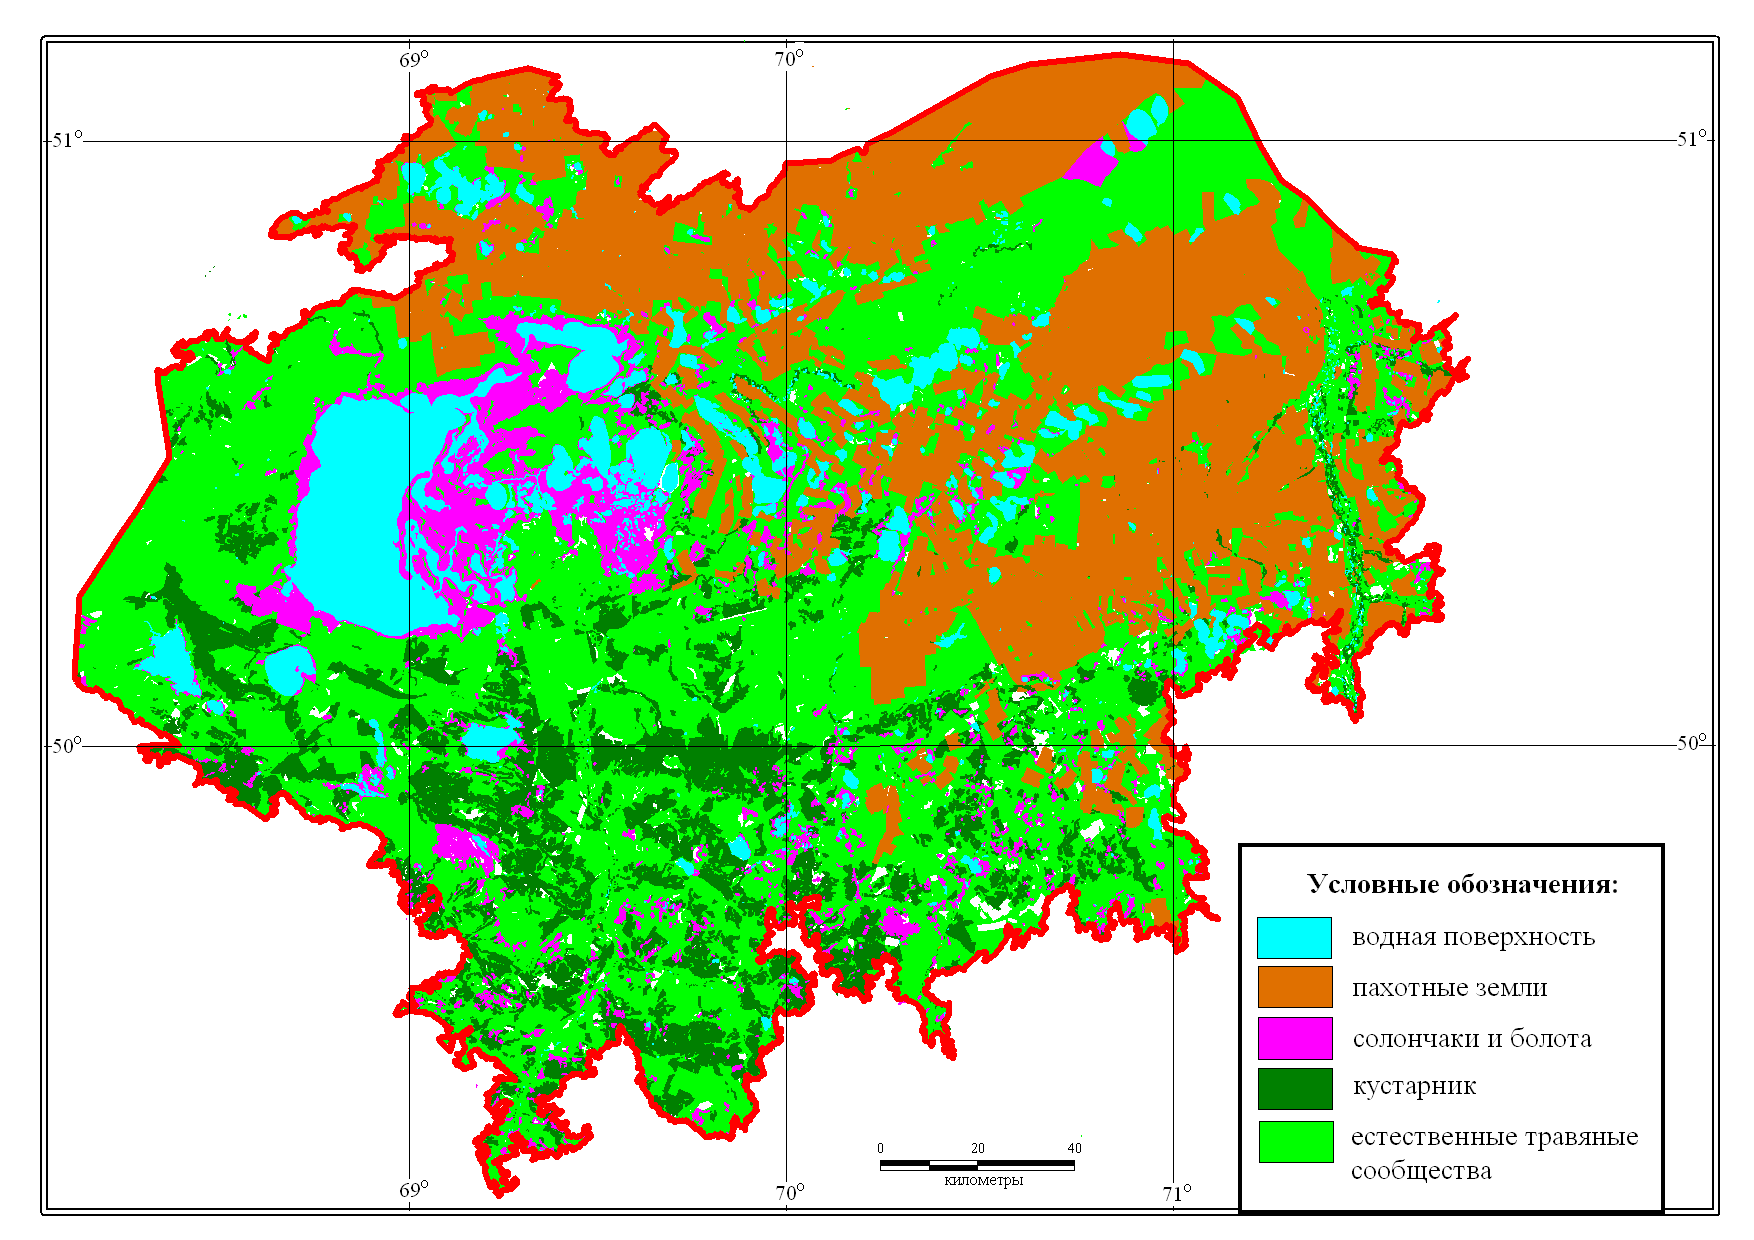 69° 70°
51° 51°
50° 50°
Условные обозначения:
водная поверхность
пахотные земли
солончаки и болота
кустарник
естественные травяные
сообщества
0 20 40
километры
69° 70° 71°